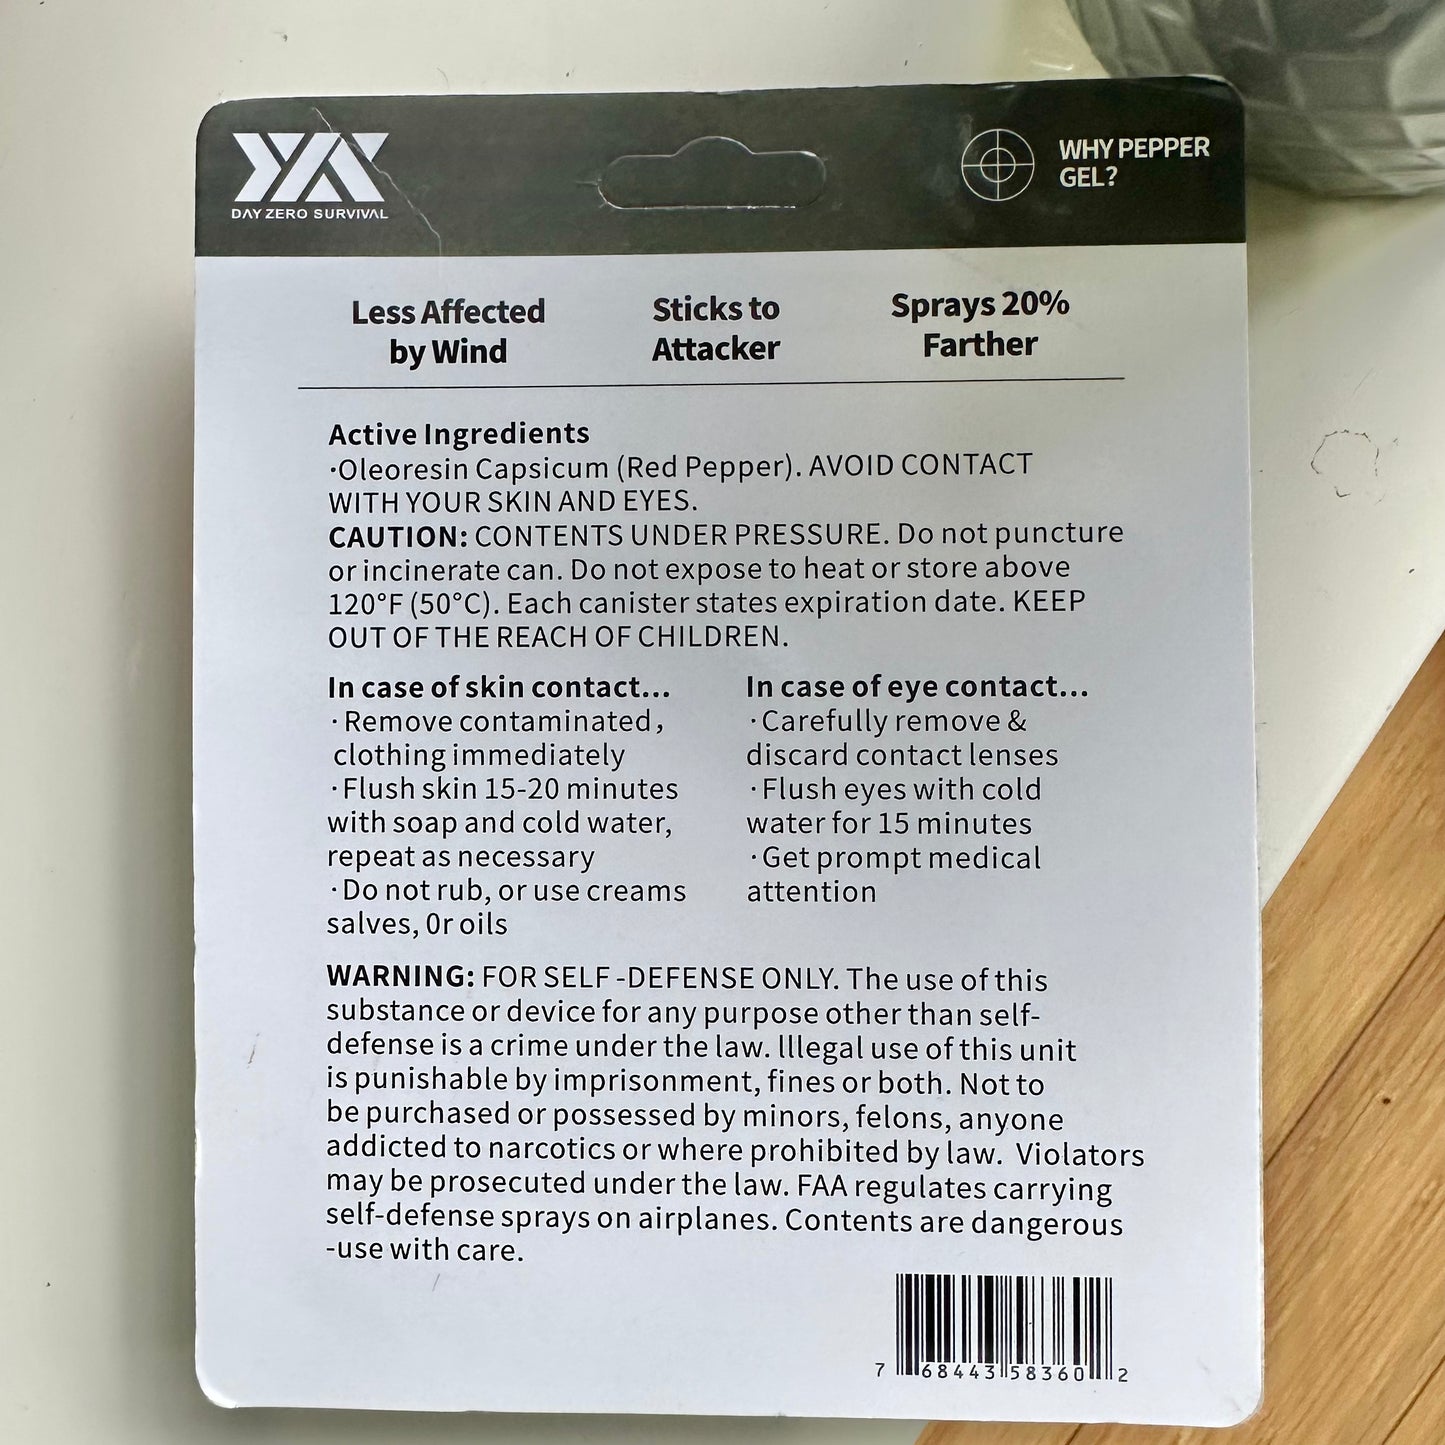 DAY ZERO SURVIVAL
WHY PEPPER
GEL?
Less Affected
by Wind
Sticks to
Attacker
Sprays 20%
Farther
Active Ingredients
·Oleoresin Capsicum (Red Pepper). AVOID CONTACT
WITH YOUR SKIN AND EYES.
CAUTION: CONTENTS UNDER PRESSURE. Do not puncture
or incinerate can. Do not expose to heat or store above
120°F (50°C). Each canister states expiration date. KEEP
OUT OF THE REACH OF CHILDREN.
In case of skin contact...
·Remove contaminated,
clothing immediately
·Flush skin 15-20 minutes
with soap and cold water,
repeat as necessary
·Do not rub, or use creams
salves, 0r oils
In case of eye contact...
·Carefully remove &
discard contact lenses
·Flush eyes with cold
water for 15 minutes
·Get prompt medical
attention
WARNING: FOR SELF -DEFENSE ONLY. The use of this
substance or device for any purpose other than self-
defense is a crime under the law. lllegal use of this unit
is punishable by imprisonment, fines or both. Not to
be purchased or possessed by minors, felons, anyone
addicted to narcotics or where prohibited by law. Violators
may be prosecuted under the law. FAA regulates carrying
self-defense sprays on airplanes. Contents are dangerous
-use with care.
7 68443 58360 2